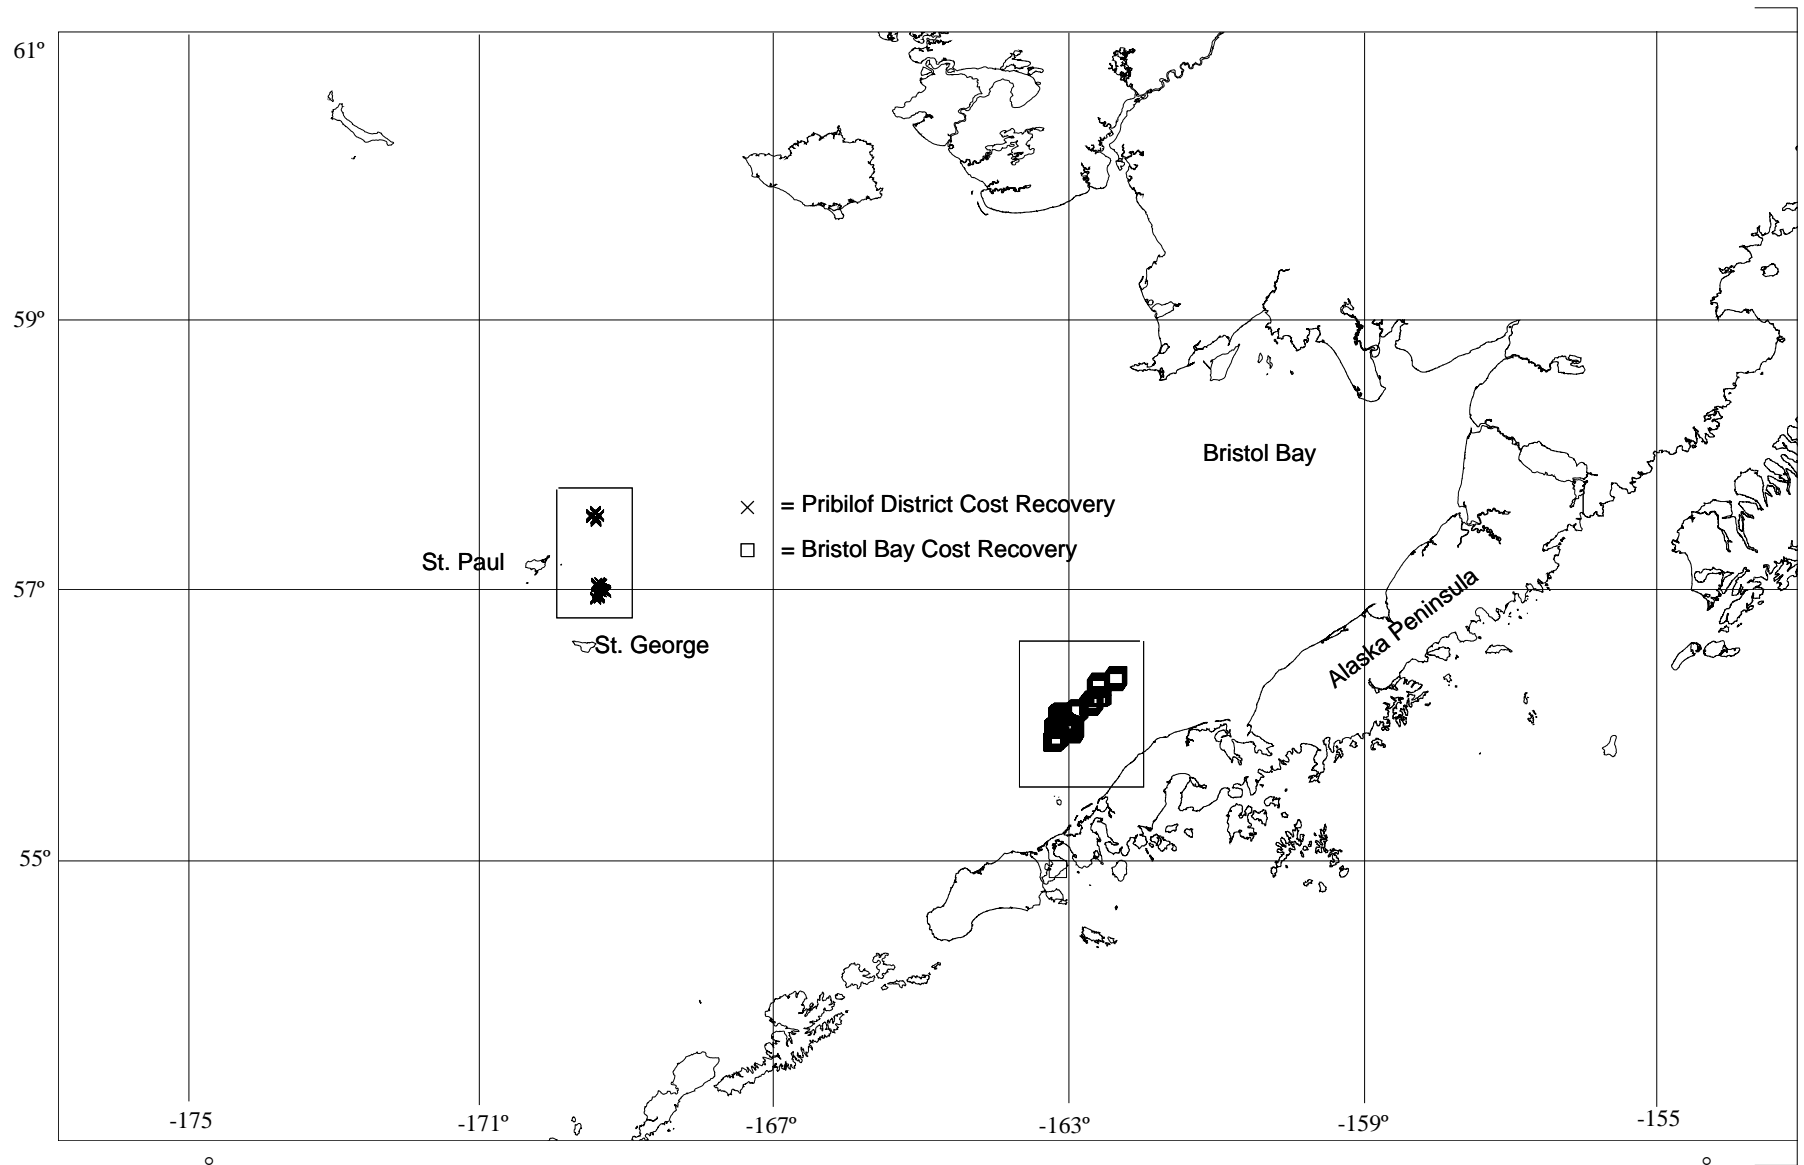 61º
59º
Bristol Bay
= Pribilof District Cost Recovery
= Bristol Bay Cost Recovery
St. Paul
57º
Alaska Peninsula
St. George
55º
-175
-171º
-167º
-163º
-159º
-155